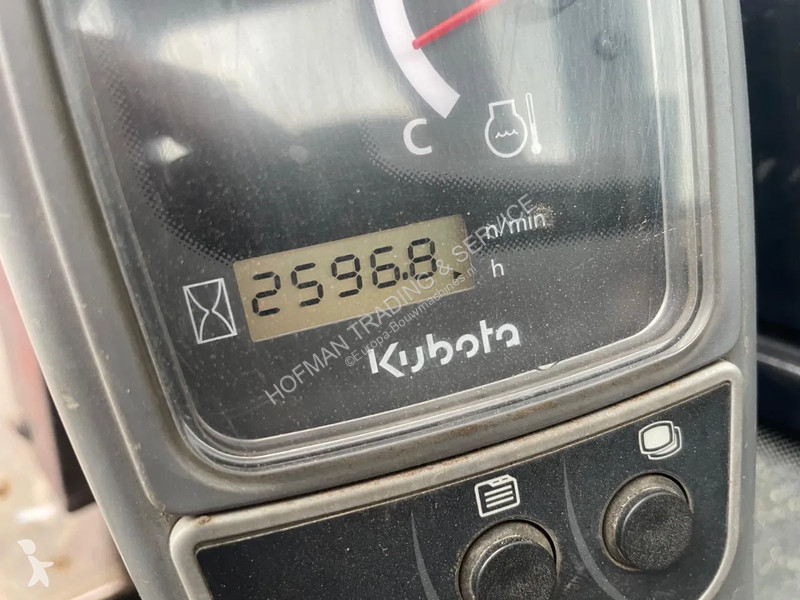 C
n/min
2596.8
h
Kubota
HOFMAN TRADING & SERVICE
©Europa-Bouwmachines.nl